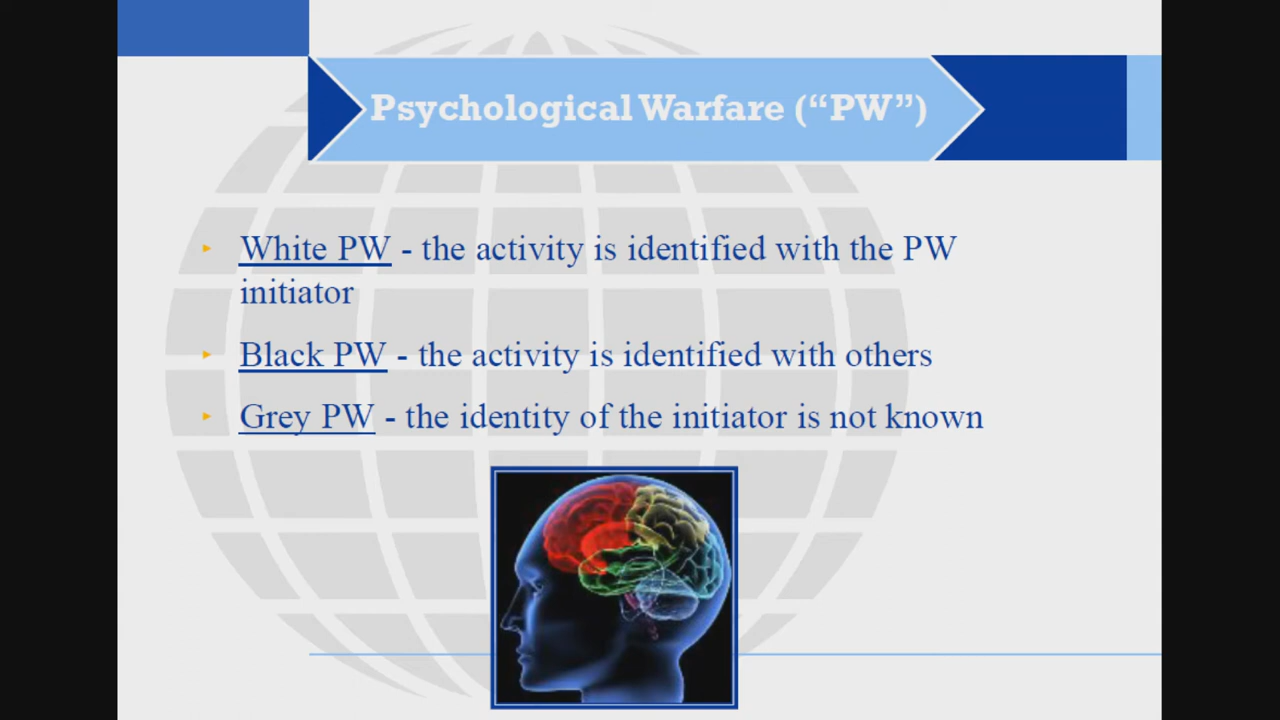 Psychological Warfare (“PW”)
White PW - the activity is identified with the PW
initiator
Black PW - the activity is identified with others
Grey PW - the identity of the initiator is not known